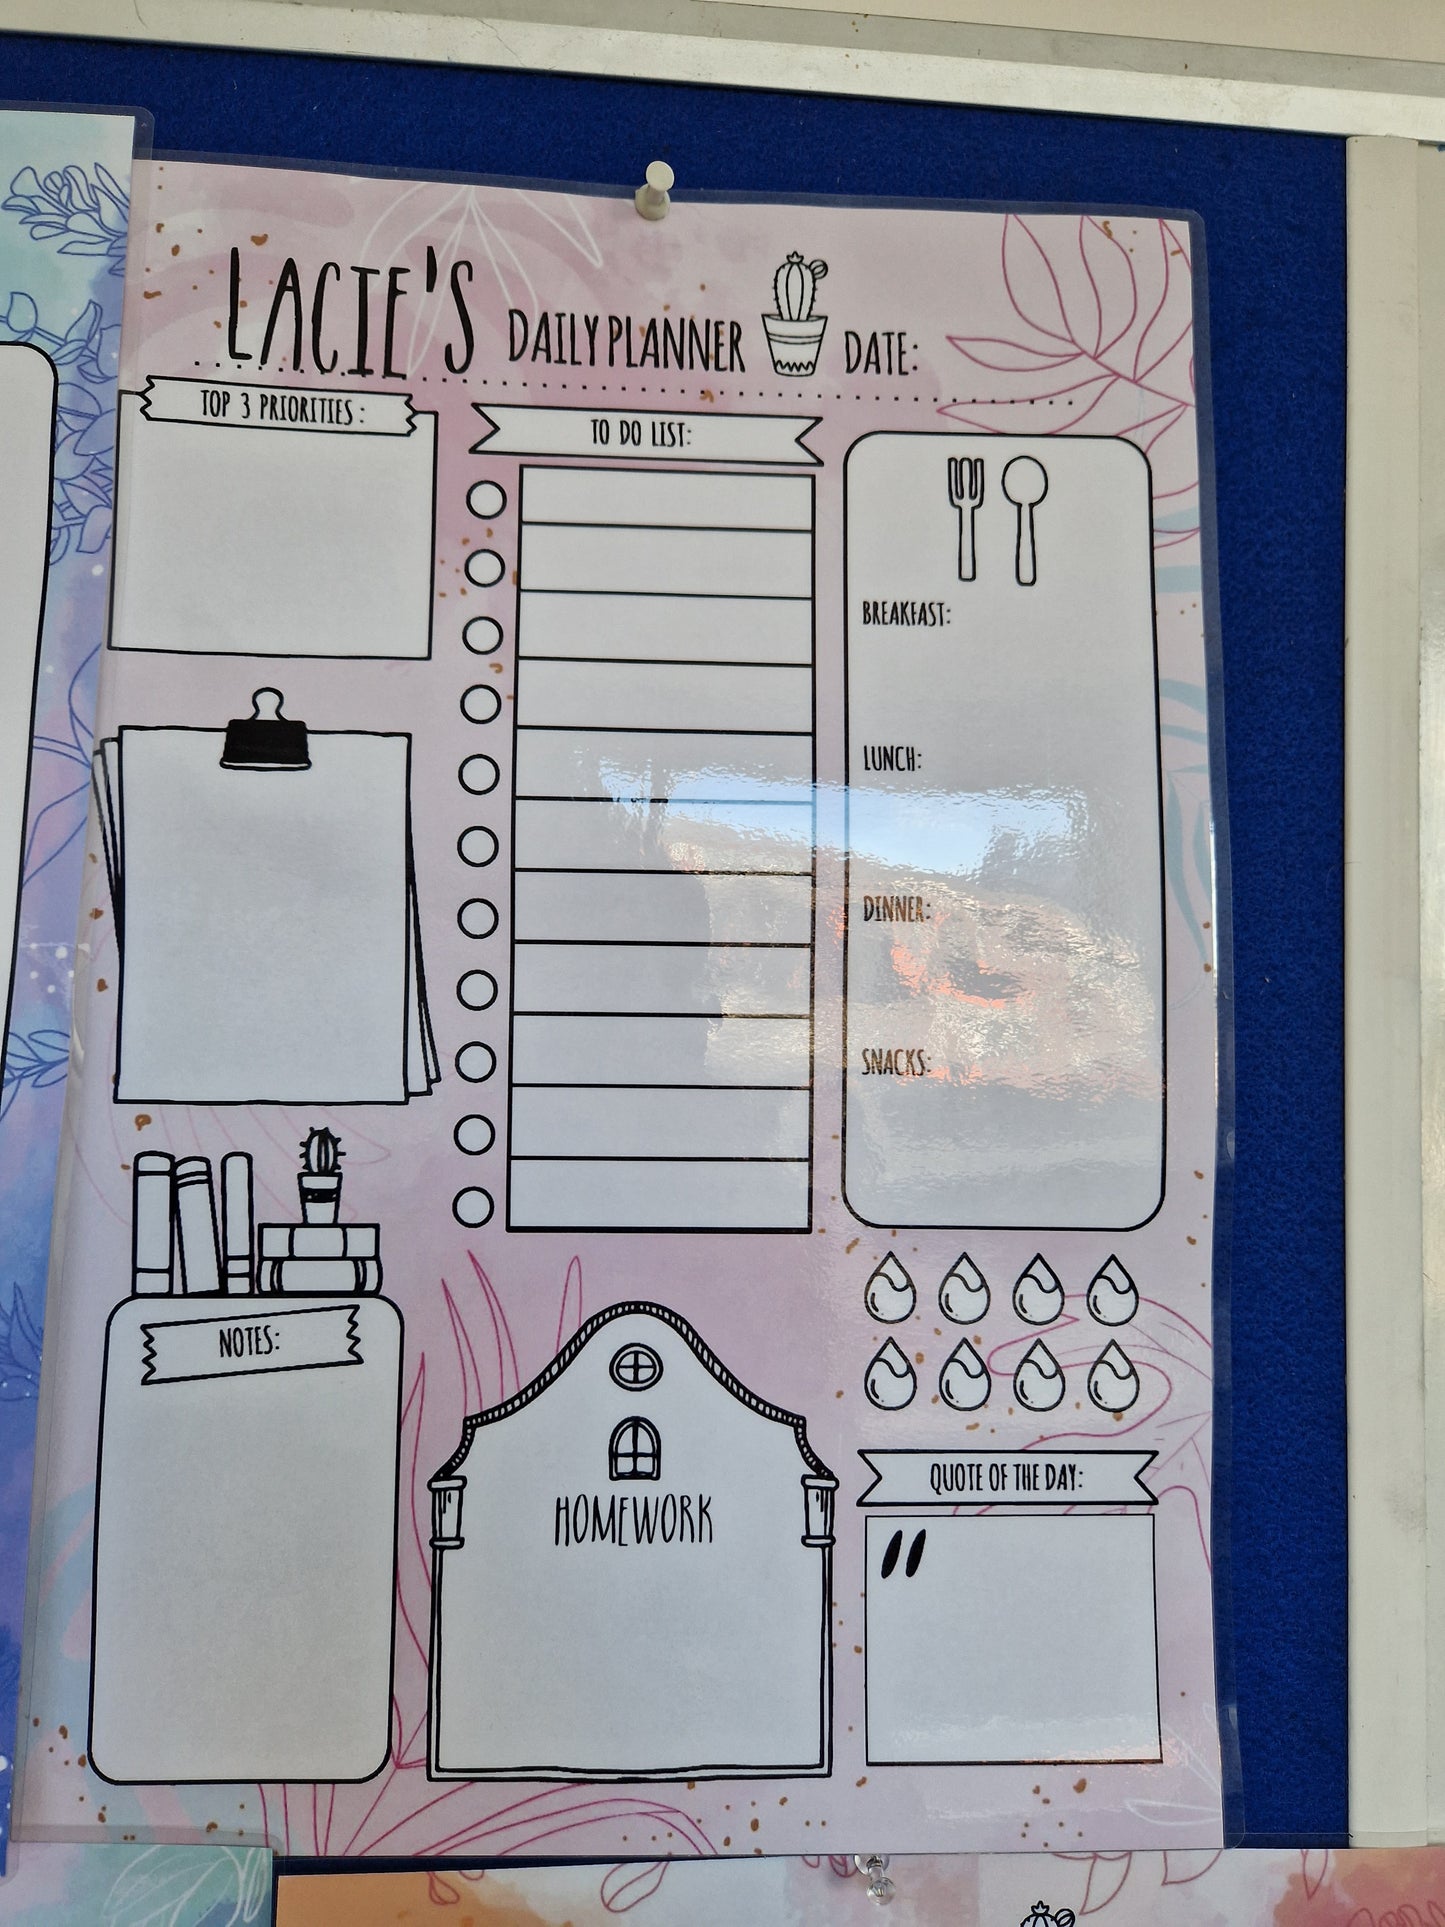 LACIE'S DAILY PLANNER DATE:
TOP 3 PRIORITIES:
TO DO LIST:
BREAKFAST:
LUNCH:
DINNER:
SNACKS:
NOTES:
HOMEWORK
QUOTE OF THE DAY:
"